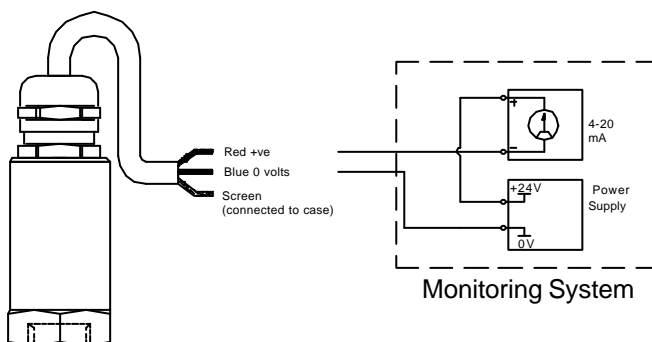 Red +ve
Blue 0 volts
Screen
(connected to case)
+
4-20
mA
–
+24V
Power
Supply
0V
Monitoring System